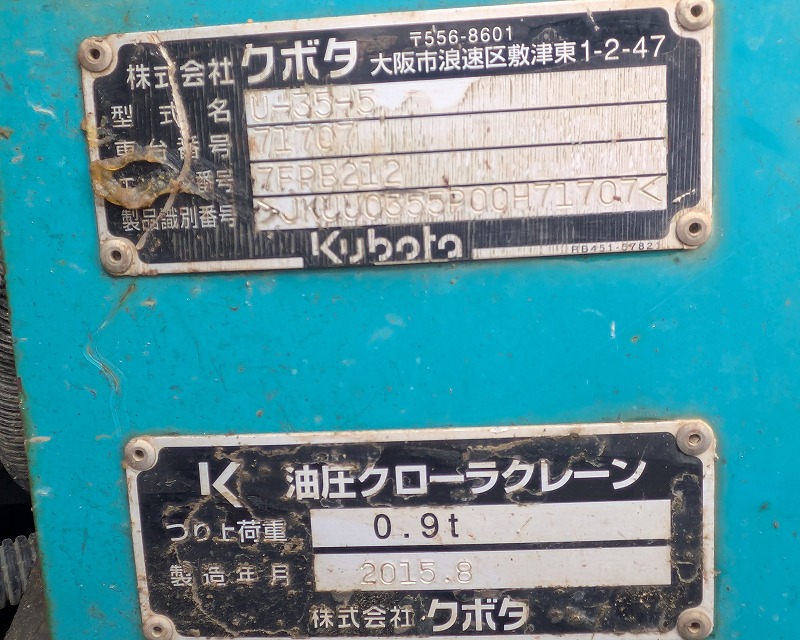 株式会社クボタ 〒556-8601
大阪市浪速区敷津東1-2-47
型式名 U-35-5
車台番号 71707
番号 7FPB212
製品識別番号 >JKUU0355P00H71707<
Kubota RB451-57821
K 油圧クローラクレーン
つり上荷重 0.9t
製造年月 2015.8
株式会社 クボタ